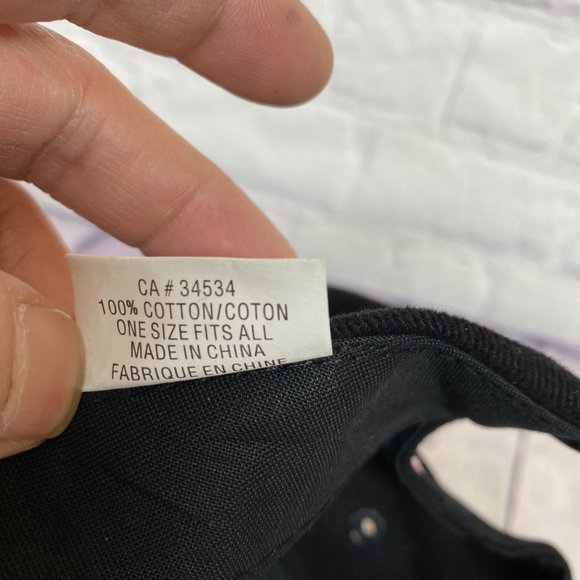 CA # 34534
100% COTTON/COTON
ONE SIZE FITS ALL
MADE IN CHINA
FABRIQUE EN CHINE